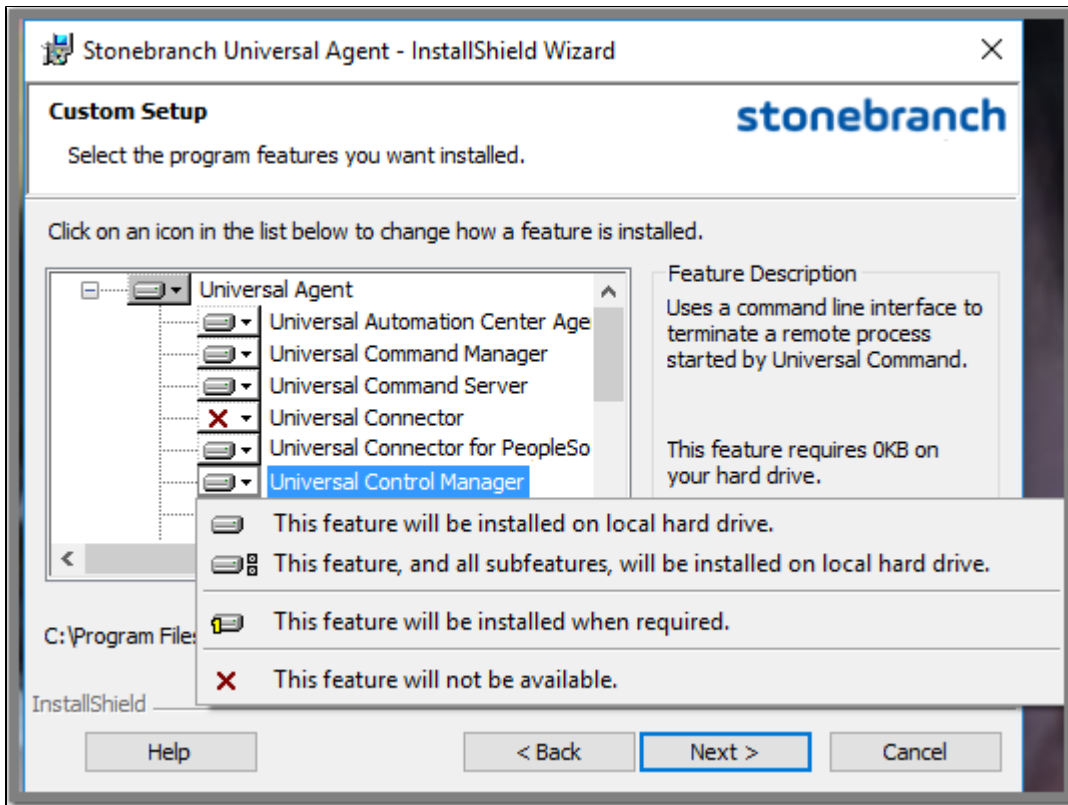 Stonebranch Universal Agent - InstallShield Wizard
Custom Setup
stonebranch
Select the program features you want installed.
Click on an icon in the list below to change how a feature is installed.
Universal Agent
Universal Automation Center Age
Universal Command Manager
Universal Command Server
Universal Connector
Universal Connector for PeopleSo
Universal Control Manager
Feature Description
Uses a command line interface to
terminate a remote process
started by Universal Command.
This feature requires 0KB on
your hard drive.
This feature will be installed on local hard drive.
This feature, and all subfeatures, will be installed on local hard drive.
This feature will be installed when required.
This feature will not be available.
C:\Program Files
InstallShield
Help
< Back
Next >
Cancel